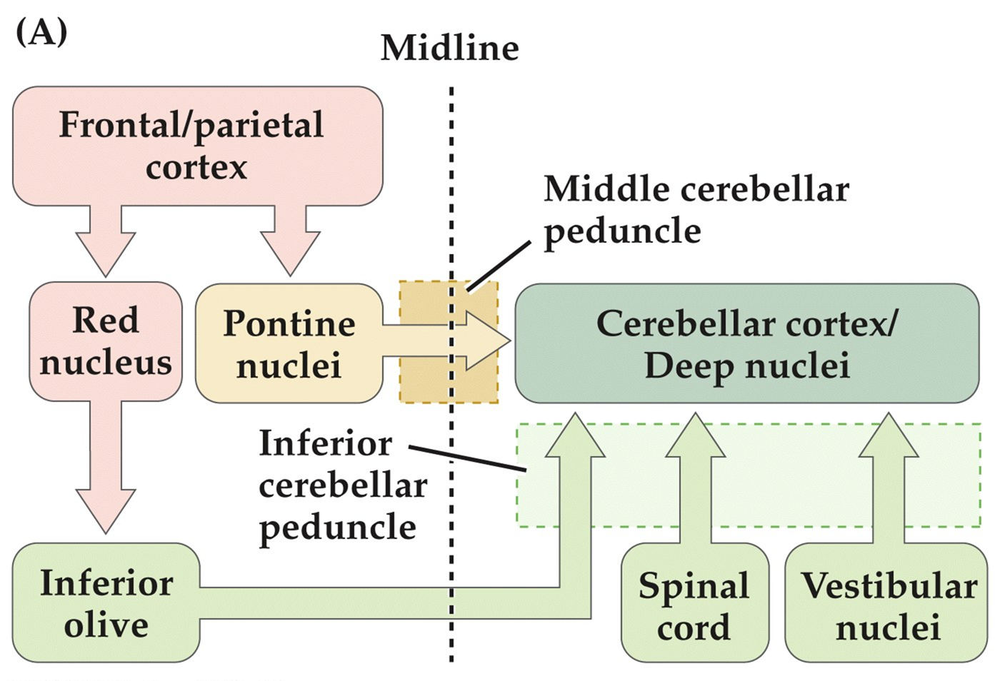 (A)
Midline
Frontal/parietal
cortex
Middle cerebellar
peduncle
Red
nucleus
Pontine
nuclei
Cerebellar cortex/
Deep nuclei
Inferior
cerebellar
peduncle
Inferior
olive
Spinal
cord
Vestibular
nuclei